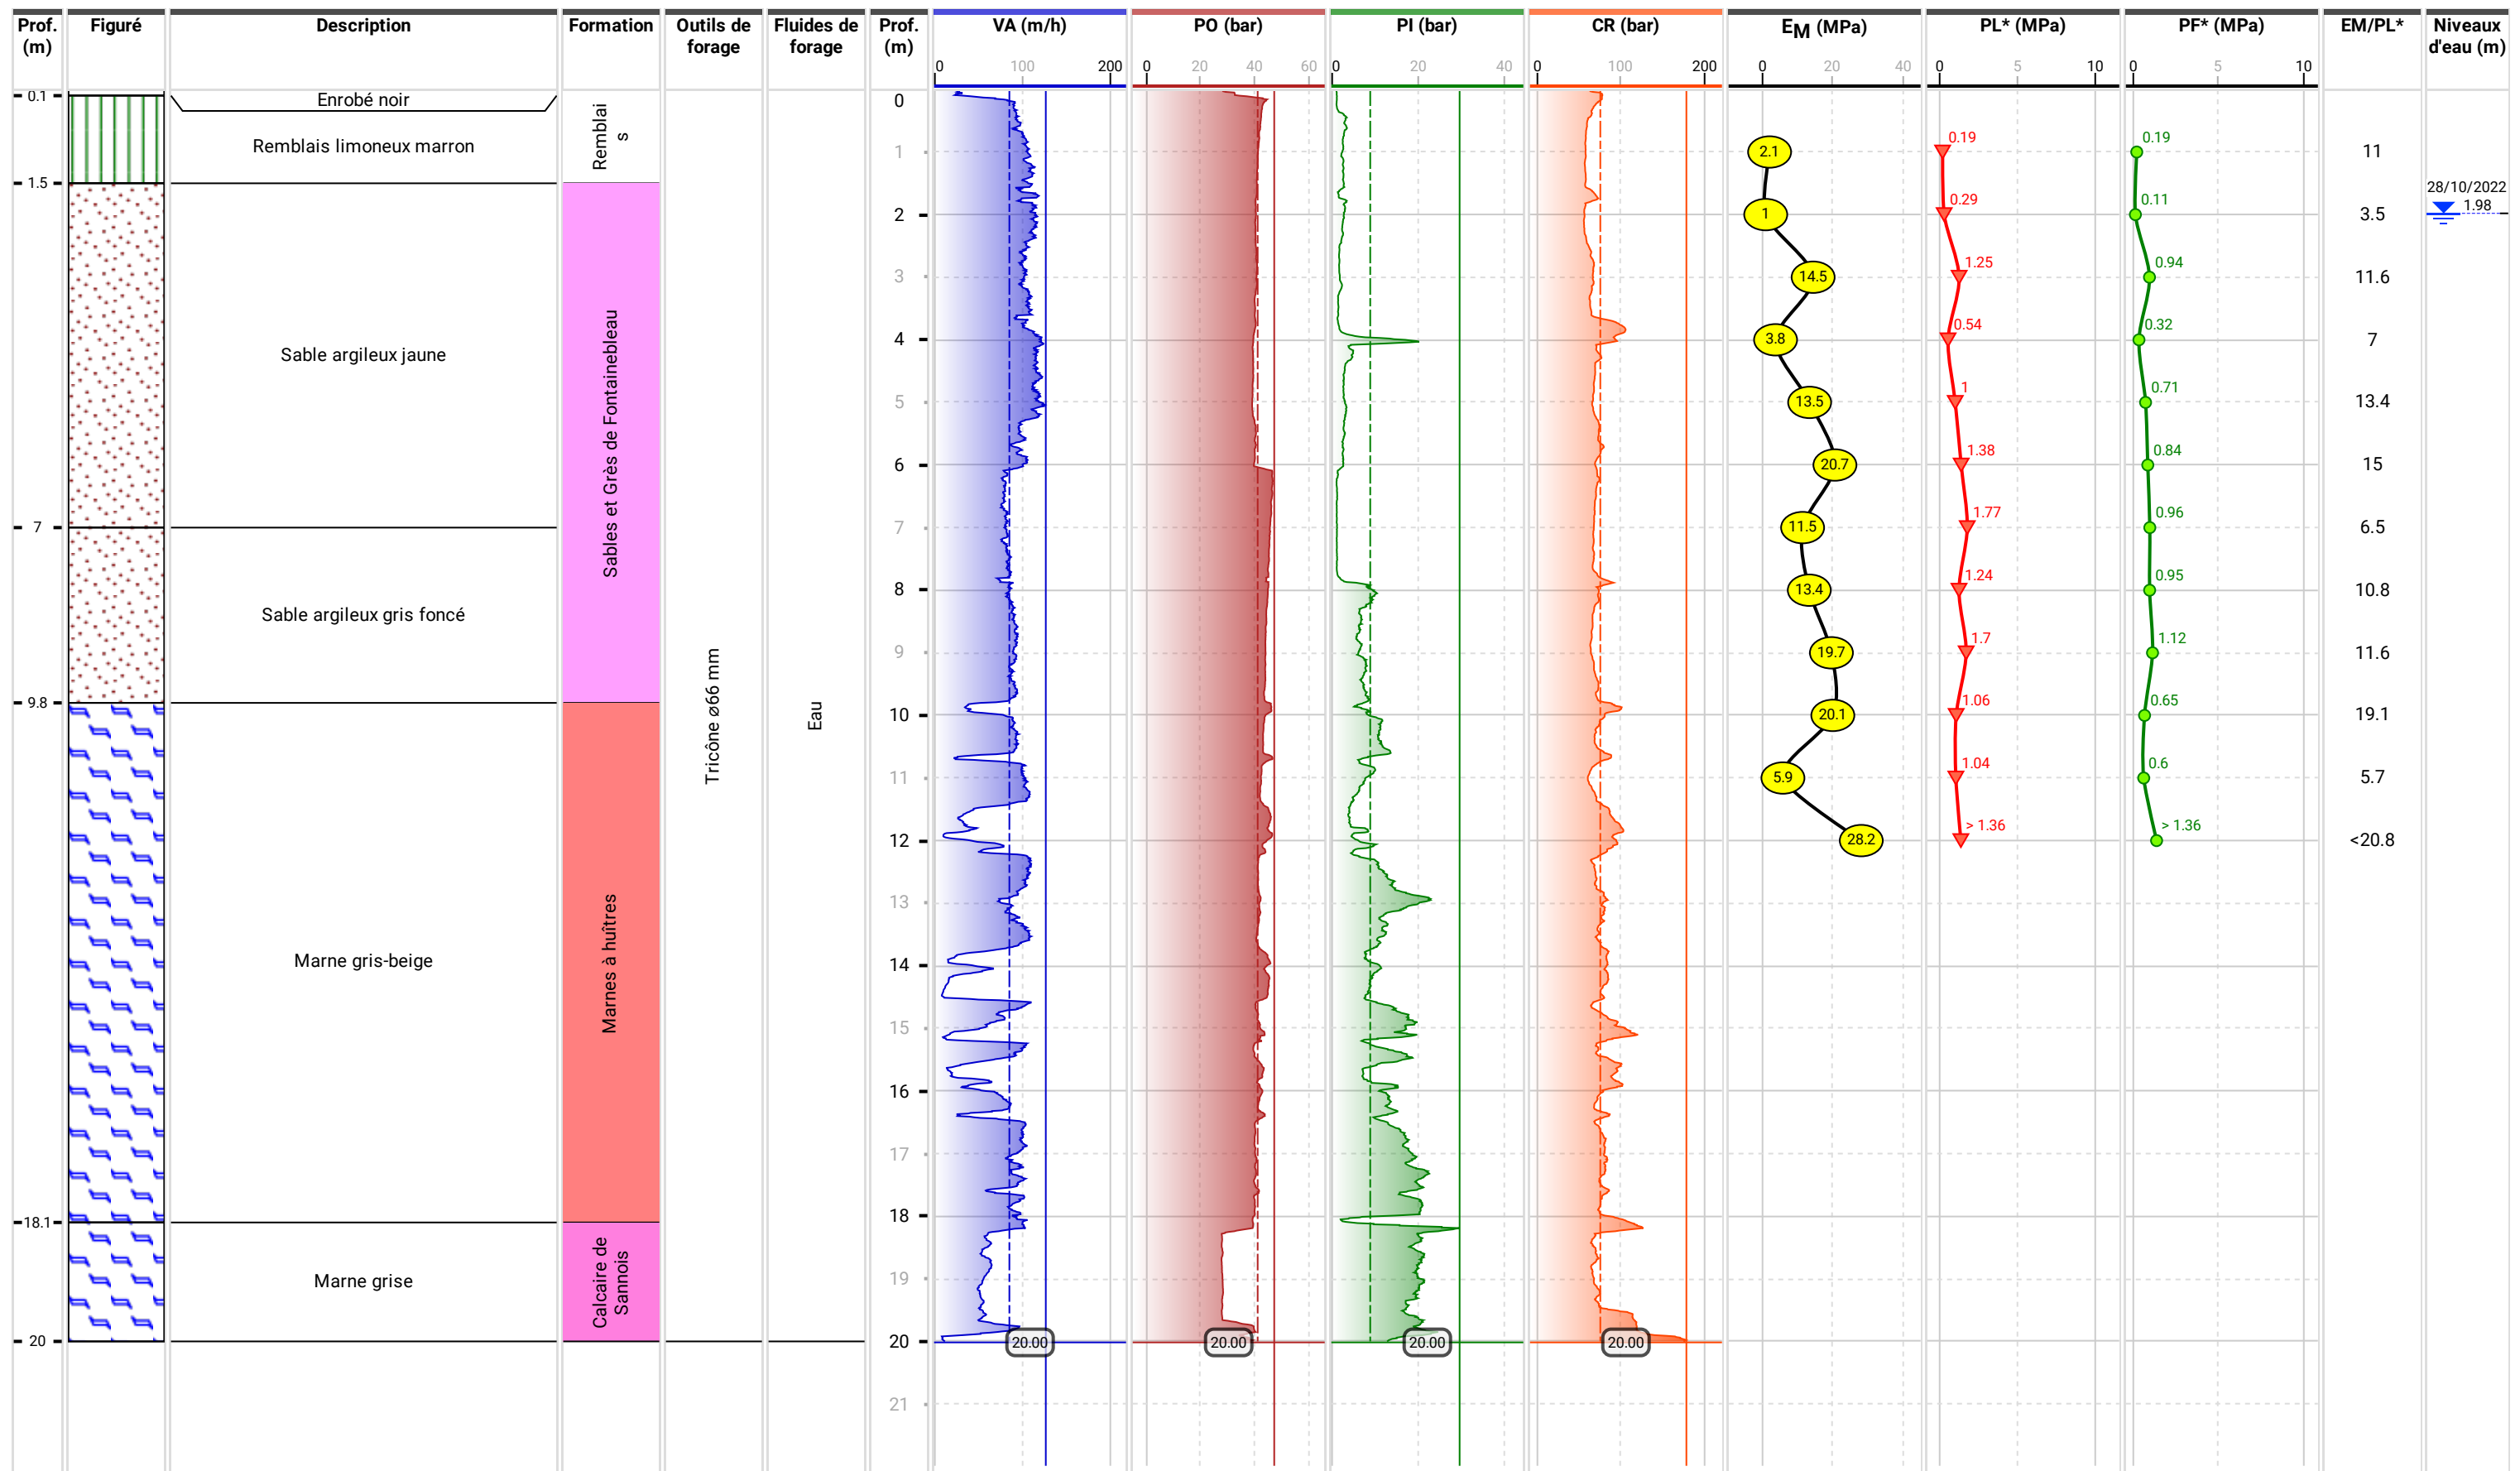 Prof. (m)
Figuré
Description
Formation
Outils de forage
Fluides de forage
Prof. (m)
VA (m/h)
PO (bar)
PI (bar)
CR (bar)
EM (MPa)
PL* (MPa)
PF* (MPa)
EM/PL*
Niveaux d'eau (m)
0 100 200
0 20 40 60
0 20 40
0 100 200
0 20 40
0 5 10
0 5 10
0.1
1.5
7
9.8
18.1
20
Enrobé noir
Remblais limoneux marron
Sable argileux jaune
Sable argileux gris foncé
Marne gris-beige
Marne grise
Remblai
s
Sables et Grès de Fontainebleau
Marnes à huîtres
Calcaire de
Sannois
Tricône ⌀66 mm
Eau
0
1
2
3
4
5
6
7
8
9
10
11
12
13
14
15
16
17
18
19
20
21
20.00
20.00
20.00
20.00
2.1
1
14.5
3.8
13.5
20.7
11.5
13.4
19.7
20.1
5.9
28.2
0.19
0.29
1.25
0.54
1
1.38
1.77
1.24
1.7
1.06
1.04
> 1.36
0.19
0.11
0.94
0.32
0.71
0.84
0.96
0.95
1.12
0.65
0.6
> 1.36
11
3.5
11.6
7
13.4
15
6.5
10.8
11.6
19.1
5.7
<20.8
28/10/2022
1.98